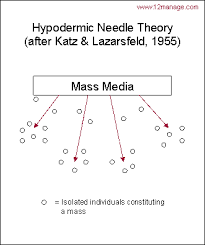 www.12manage.com
Hypodermic Needle Theory
(after Katz & Lazarsfeld, 1955)
Mass Media
= Isolated individuals constituting
a mass